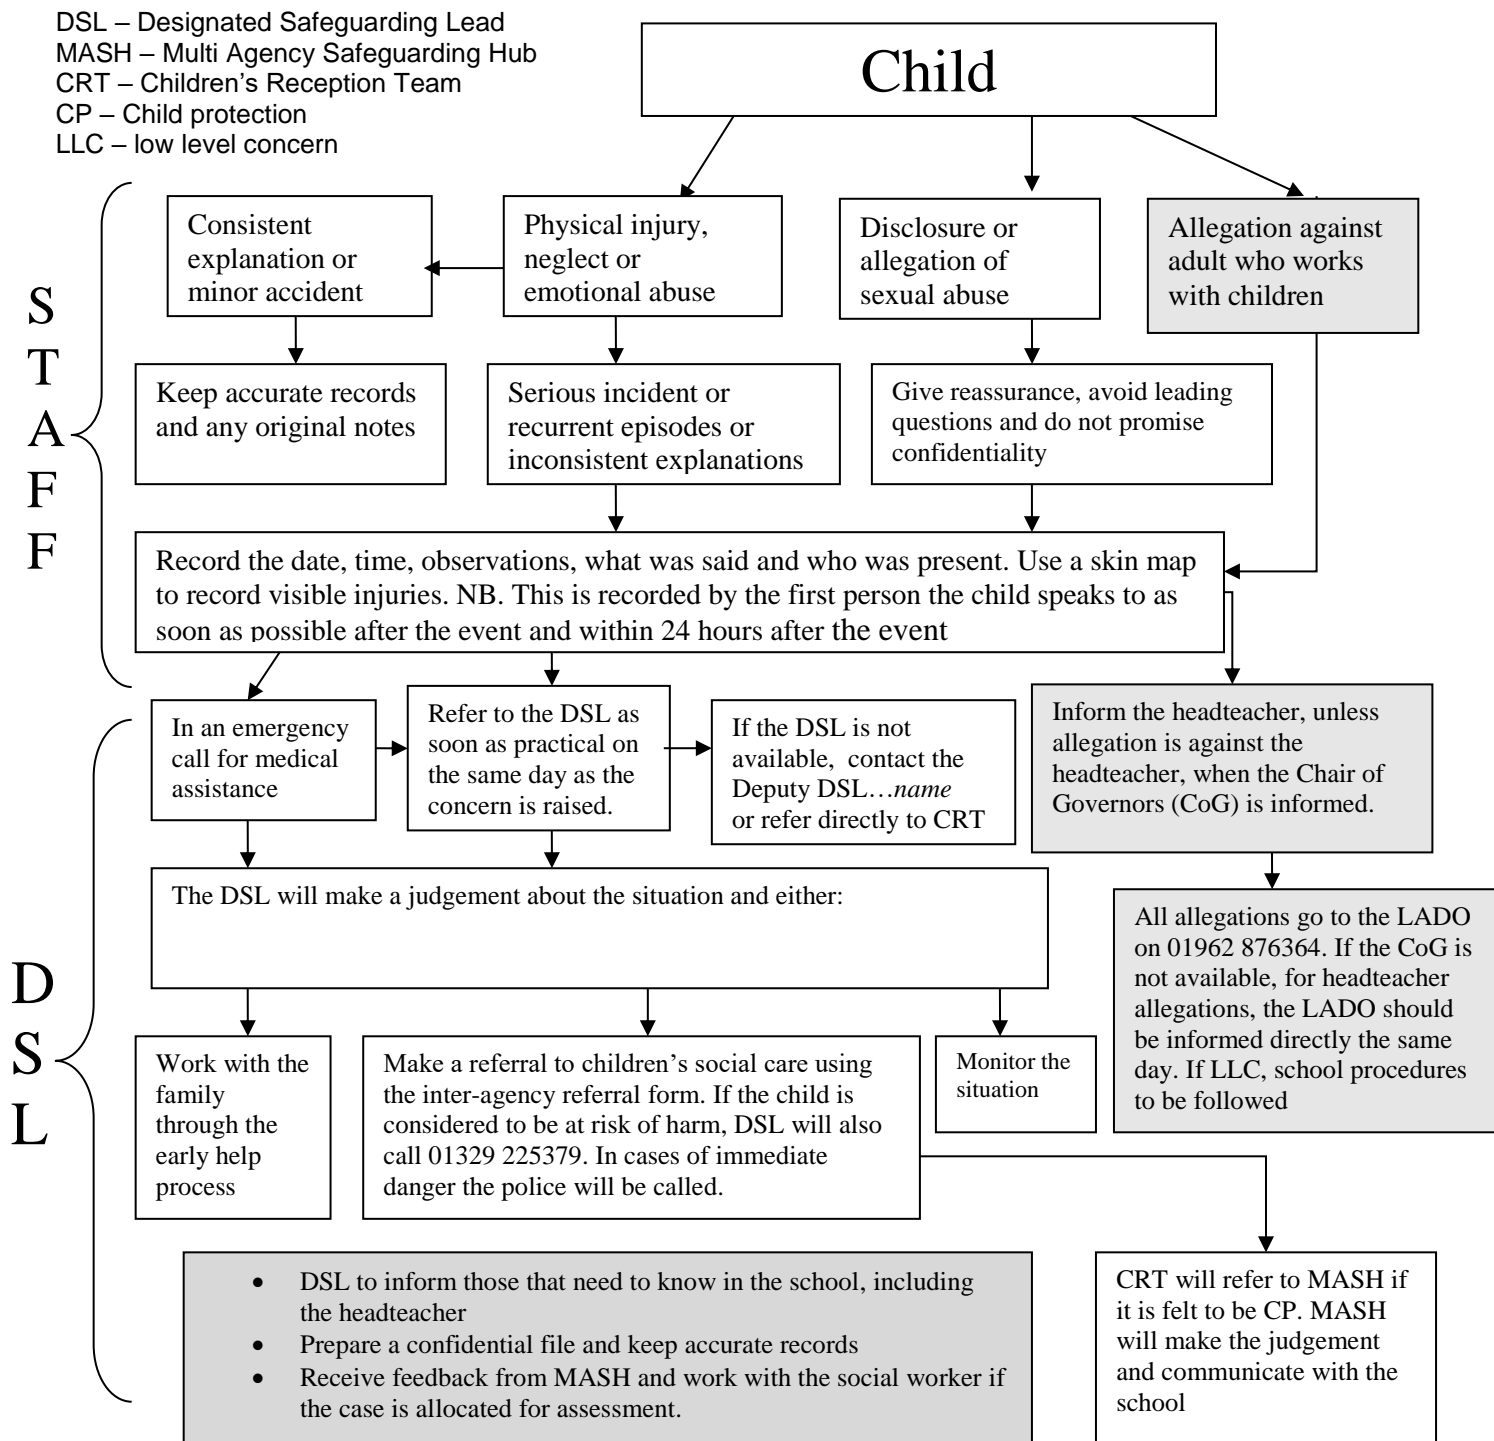 DSL – Designated Safeguarding Lead
MASH – Multi Agency Safeguarding Hub
CRT – Children's Reception Team
CP – Child protection
LLC – low level concern
Child
S
T
A
F
F
Consistent
explanation or
minor accident
Physical injury,
neglect or
emotional abuse
Disclosure or
allegation of
sexual abuse
Allegation against
adult who works
with children
Keep accurate records
and any original notes
Serious incident or
recurrent episodes or
inconsistent explanations
Give reassurance, avoid leading
questions and do not promise
confidentiality
Record the date, time, observations, what was said and who was present. Use a skin map
to record visible injuries. NB. This is recorded by the first person the child speaks to as
soon as possible after the event and within 24 hours after the event
D
S
L
In an emergency
call for medical
assistance
Refer to the DSL as
soon as practical on
the same day as the
concern is raised.
If the DSL is not
available, contact the
Deputy DSL…name
or refer directly to CRT
Inform the headteacher, unless
allegation is against the
headteacher, when the Chair of
Governors (CoG) is informed.
The DSL will make a judgement about the situation and either:
All allegations go to the LADO
on 01962 876364. If the CoG is
not available, for headteacher
allegations, the LADO should
be informed directly the same
day. If LLC, school procedures
to be followed
Work with the
family
through the
early help
process
Make a referral to children's social care using
the inter-agency referral form. If the child is
considered to be at risk of harm, DSL will also
call 01329 225379. In cases of immediate
danger the police will be called.
Monitor the
situation
• DSL to inform those that need to know in the school, including
the headteacher
• Prepare a confidential file and keep accurate records
• Receive feedback from MASH and work with the social worker if
the case is allocated for assessment.
CRT will refer to MASH if
it is felt to be CP. MASH
will make the judgement
and communicate with the
school